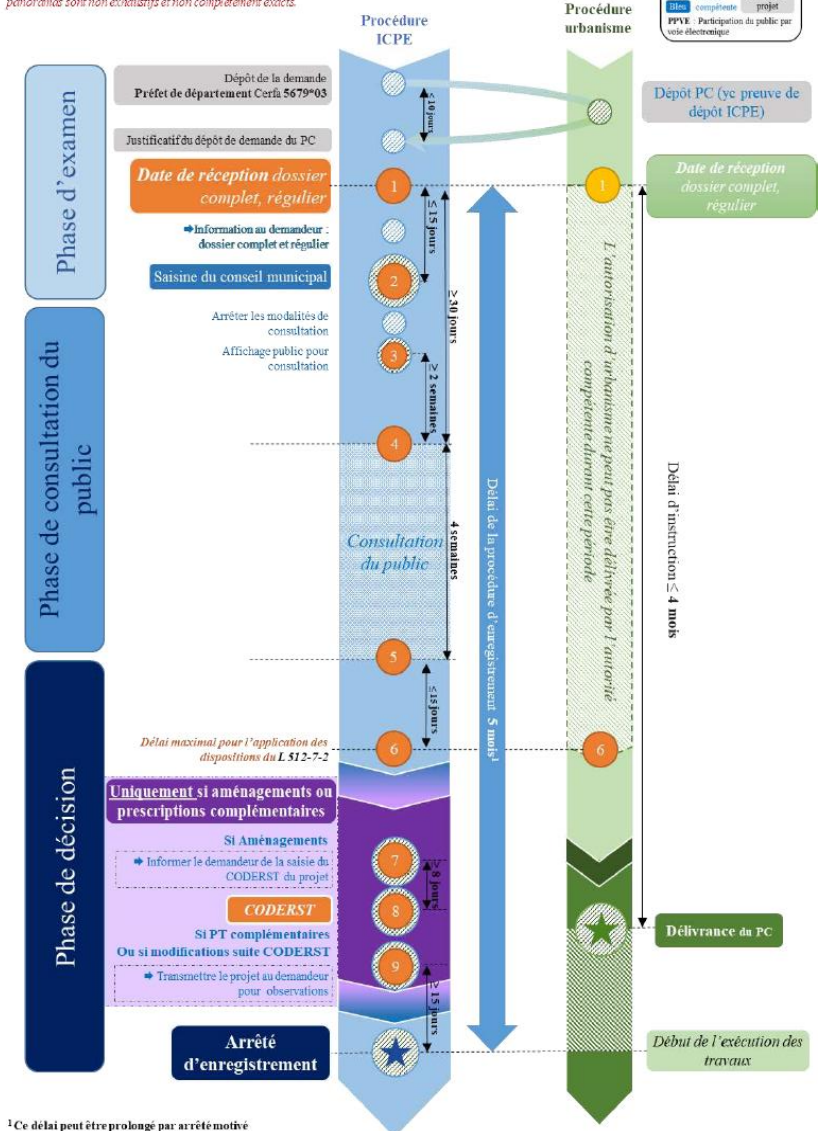 panoramas sont non exhaustifs et non complètement exacts.
Procédure
ICPE
Procédure
urbanisme
Bleu compétente projet
PPVE : Participation du public par
voie électronique
Phase d'examen
Dépôt de la demande
Préfet de département Cerfa 5679*03
<10 jours
Dépôt PC (yc preuve de
dépôt ICPE)
Justificatif du dépôt de demande du PC
Date de réception dossier
complet, régulier
1
1
Date de réception
dossier complet,
régulier
≤ 15 jours
➡Information au demandeur :
dossier complet et régulier
Saisine du conseil municipal
2
≥ 30 jours
Phase de consultation du
public
Arrêter les modalités de
consultation
Affichage public pour
consultation
3
≥ 2 semaines
4
Consultation
du public
4 semaines
5
Délai de la procédure d'enregistrement 5 mois¹
L'autorisation d'urbanisme ne peut pas être délivrée par l'autorité
compétente durant cette période
Délai d'instruction ≤ 4 mois
Phase de décision
≤15 jours
Délai maximal pour l'application des
dispositions du L 512-7-2
6
6
Uniquement si aménagements ou
prescriptions complémentaires
Si Aménagements
➡ Informer le demandeur de la saisie du
CODERST du projet
7
≥ 8 jours
CODERST
8
Si PT complémentaires
Ou si modifications suite CODERST
➡ Transmettre le projet au demandeur
pour observations
9
≥ 15 jours
Délivrance du PC
Arrêté
d'enregistrement
Début de l'exécution des
travaux
¹ Ce délai peut être prolongé par arrêté motivé